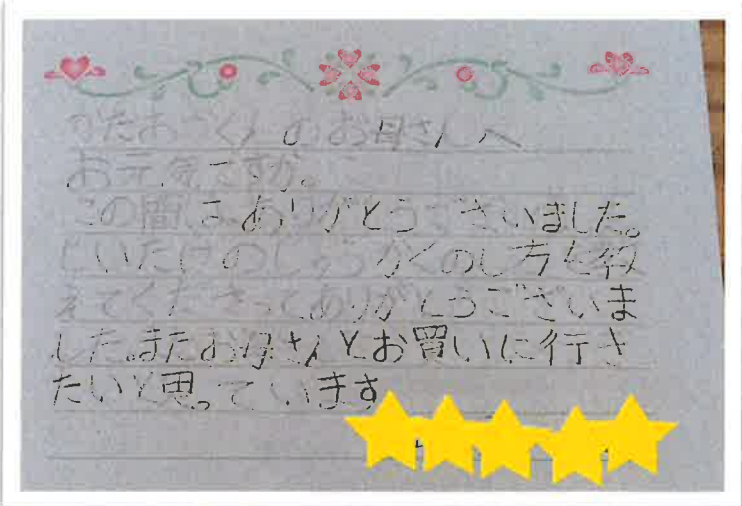 くんのお母さんへ
お元気ですか。
この間はありがとうございました。
しいたけのしゅうかくのし方を教
えてくださってありがとうございま
した。またお母さんとお買いに行き
たいと思っています